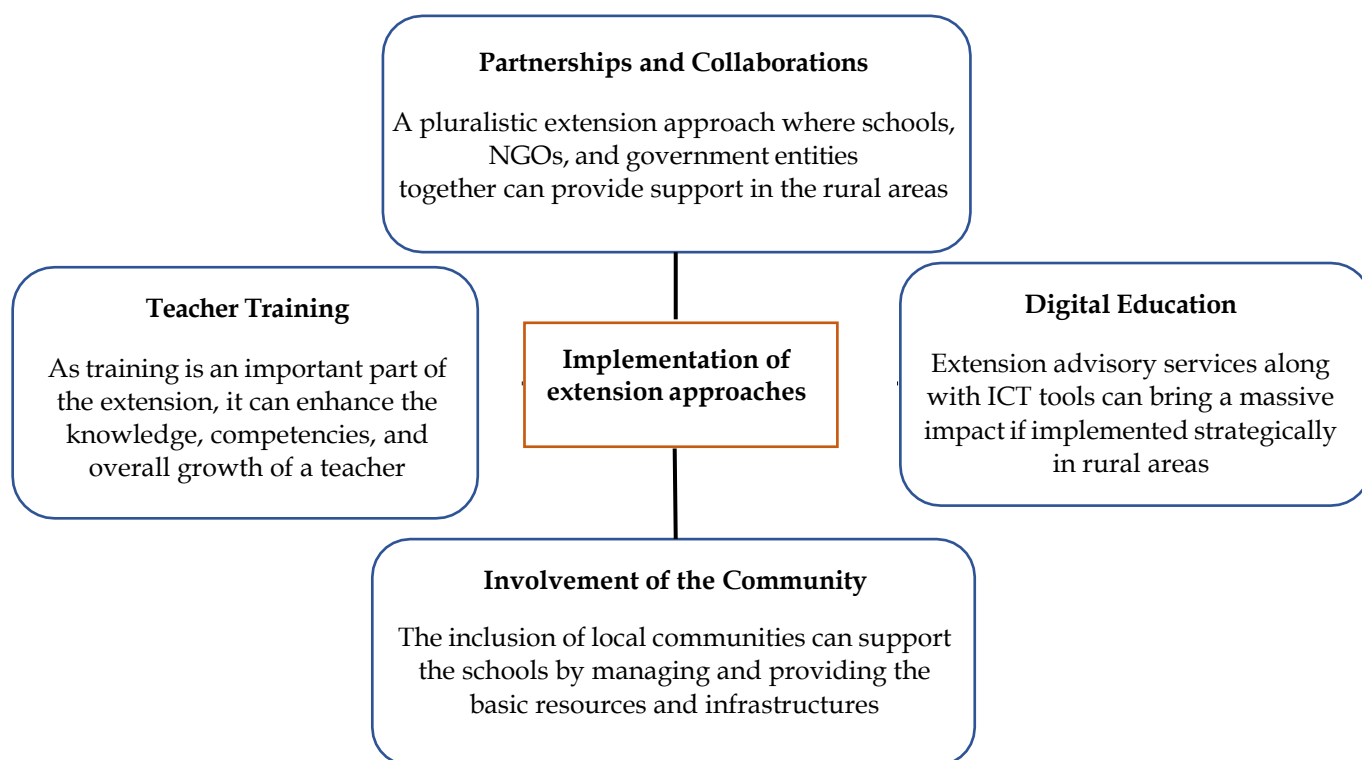 Partnerships and Collaborations
A pluralistic extension approach where schools,
NGOs, and government entities
together can provide support in the rural areas
Teacher Training
As training is an important part of
the extension, it can enhance the
knowledge, competencies, and
overall growth of a teacher
Implementation of
extension approaches
Digital Education
Extension advisory services along
with ICT tools can bring a massive
impact if implemented strategically
in rural areas
Involvement of the Community
The inclusion of local communities can support
the schools by managing and providing the
basic resources and infrastructures